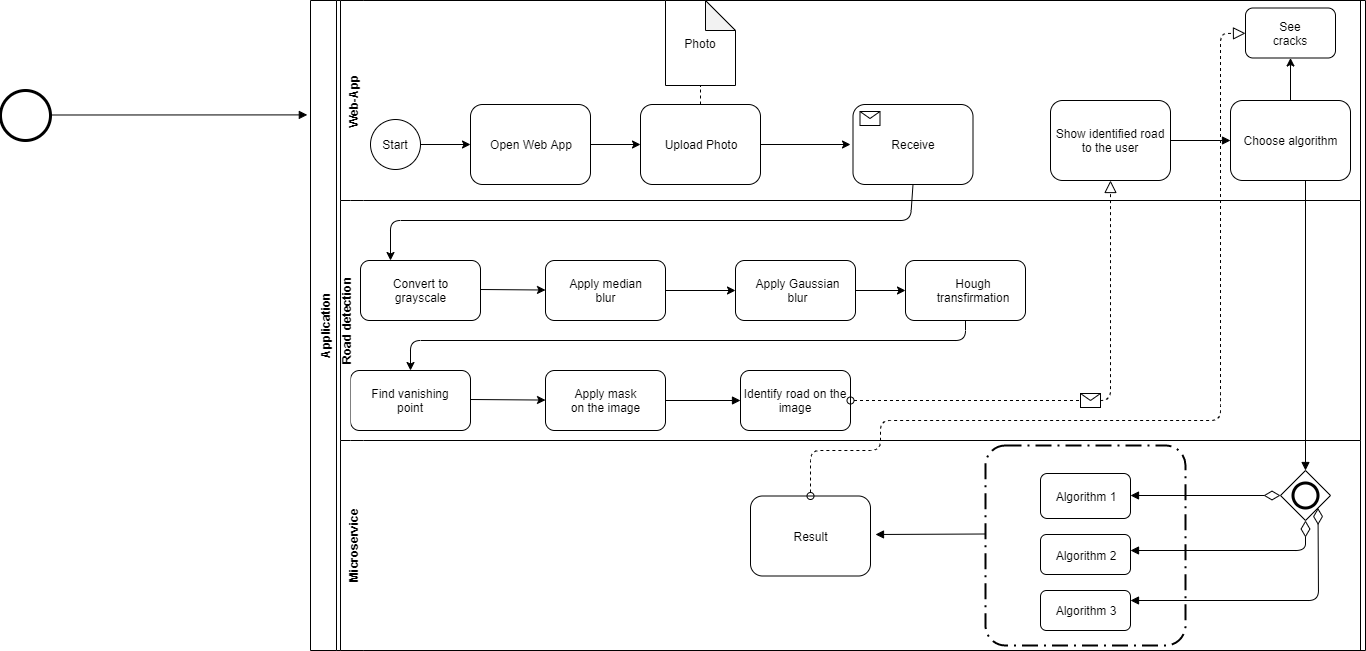 Application
Web-App
Photo
See
cracks
Start
Open Web App
Upload Photo
Receive
Show identified road
to the user
Choose algorithm
Road detection
Convert to
grayscale
Apply median
blur
Apply Gaussian
blur
Hough
transfirmation
Find vanishing
point
Apply mask
on the image
Identify road on the
image
Microservice
Result
Algorithm 1
Algorithm 2
Algorithm 3